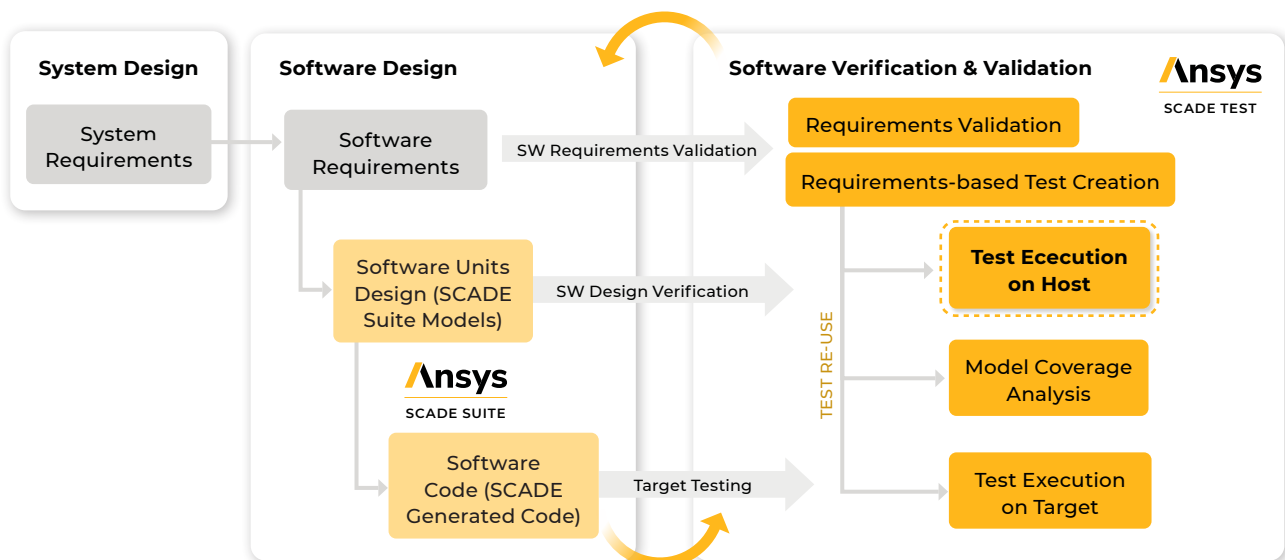 System Design
System
Requirements
Software Design
Software
Requirements
SW Requirements Validation
Software Units
Design (SCADE
Suite Models)
SW Design Verification
Ansys
SCADE SUITE
Software
Code (SCADE
Generated Code)
Target Testing
Software Verification & Validation
Ansys
SCADE TEST
Requirements Validation
Requirements-based Test Creation
TEST RE-USE
Test Ececution
on Host
Model Coverage
Analysis
Test Execution
on Target